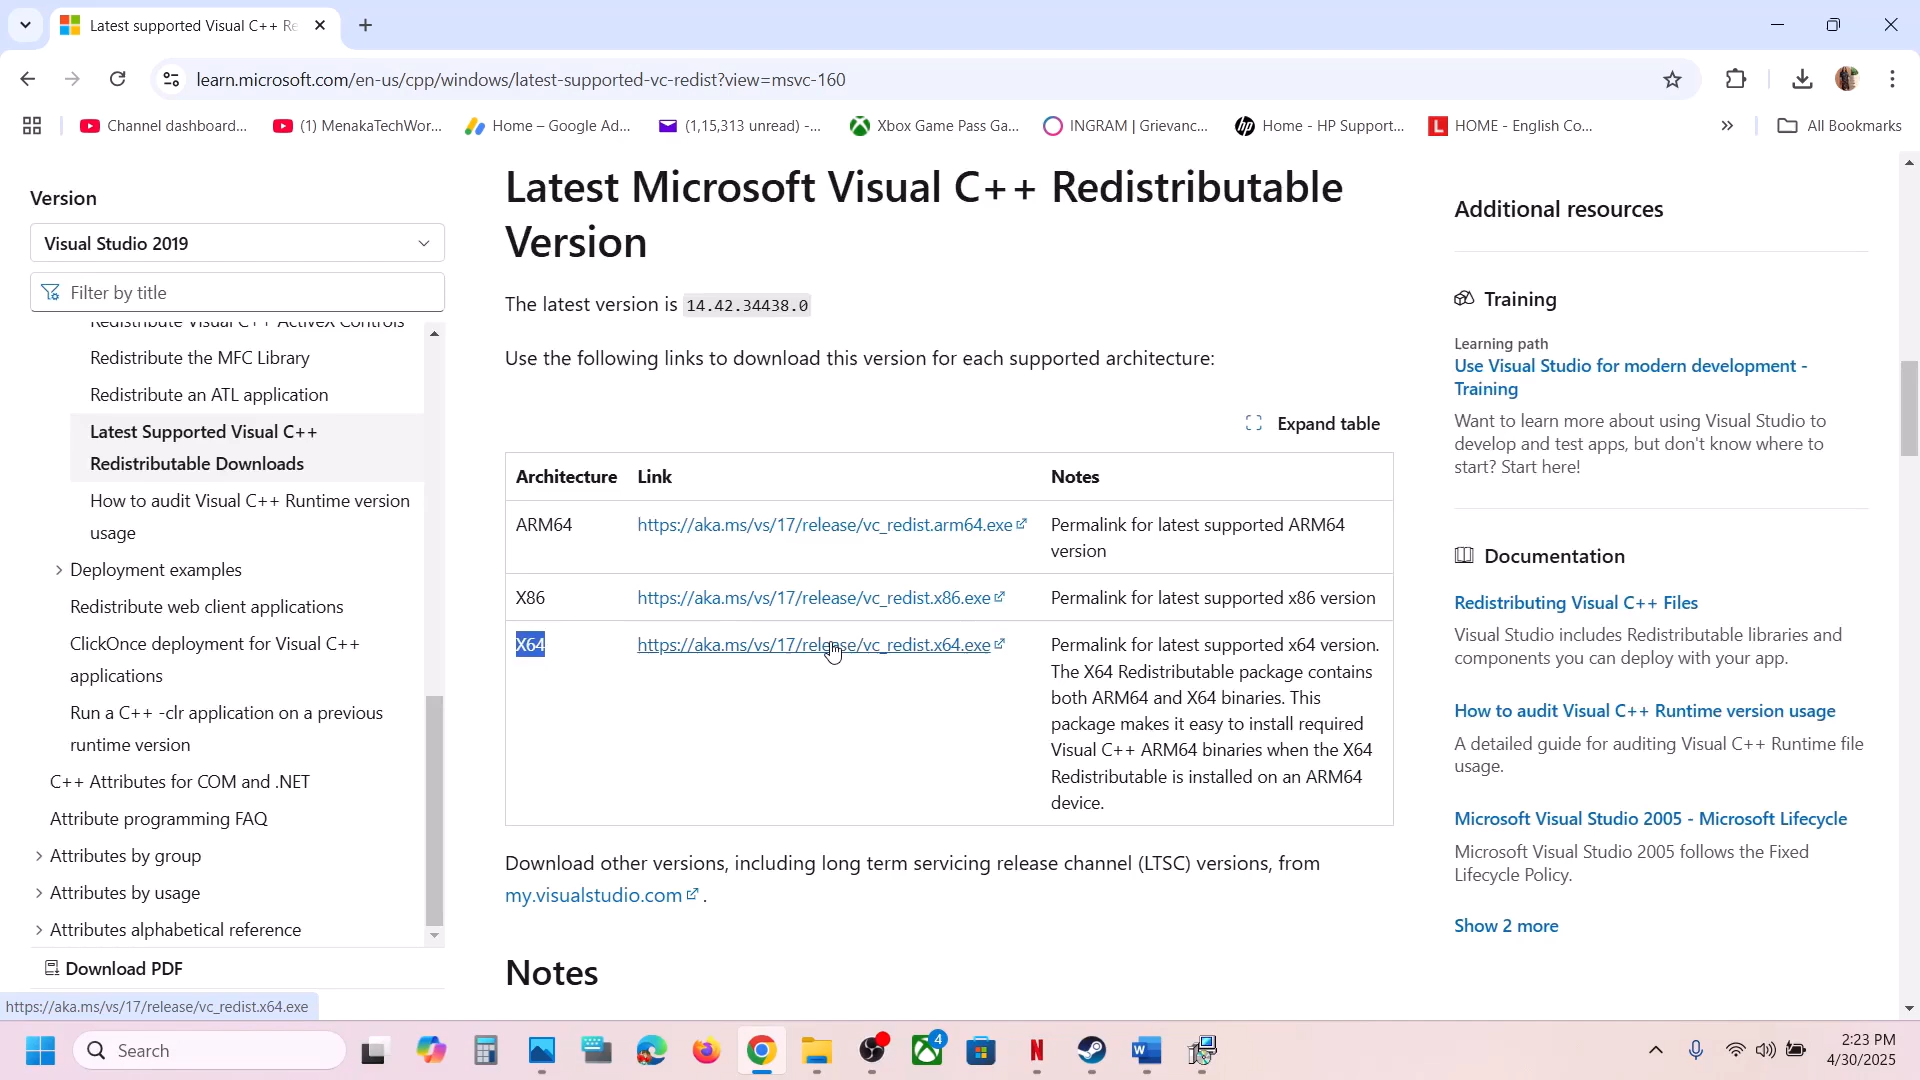 Latest supported Visual C++ Re
learn.microsoft.com/en-us/cpp/windows/latest-supported-vc-redist?view=msvc-160
Channel dashboard...
(1) MenakaTechWor...
Home – Google Ad...
(1,15,313 unread) -...
Xbox Game Pass Ga...
INGRAM | Grievanc...
Home - HP Support...
HOME - English Co...
All Bookmarks
Version
Visual Studio 2019
Filter by title
Redistribute Visual C++ ActiveX Controls
Redistribute the MFC Library
Redistribute an ATL application
Latest Supported Visual C++
Redistributable Downloads
How to audit Visual C++ Runtime version
usage
Deployment examples
Redistribute web client applications
ClickOnce deployment for Visual C++
applications
Run a C++ -clr application on a previous
runtime version
C++ Attributes for COM and .NET
Attribute programming FAQ
Attributes by group
Attributes by usage
Attributes alphabetical reference
Download PDF
https://aka.ms/vs/17/release/vc_redist.x64.exe
Latest Microsoft Visual C++ Redistributable
Version
The latest version is 14.42.34438.0
Use the following links to download this version for each supported architecture:
Expand table
Architecture Link Notes
ARM64 https://aka.ms/vs/17/release/vc_redist.arm64.exe Permalink for latest supported ARM64
version
X86 https://aka.ms/vs/17/release/vc_redist.x86.exe Permalink for latest supported x86 version
X64 https://aka.ms/vs/17/release/vc_redist.x64.exe Permalink for latest supported x64 version.
The X64 Redistributable package contains
both ARM64 and X64 binaries. This
package makes it easy to install required
Visual C++ ARM64 binaries when the X64
Redistributable is installed on an ARM64
device.
Download other versions, including long term servicing release channel (LTSC) versions, from
my.visualstudio.com .
Notes
Additional resources
Training
Learning path
Use Visual Studio for modern development -
Training
Want to learn more about using Visual Studio to
develop and test apps, but don't know where to
start? Start here!
Documentation
Redistributing Visual C++ Files
Visual Studio includes Redistributable libraries and
components you can deploy with your app.
How to audit Visual C++ Runtime version usage
A detailed guide for auditing Visual C++ Runtime file
usage.
Microsoft Visual Studio 2005 - Microsoft Lifecycle
Microsoft Visual Studio 2005 follows the Fixed
Lifecycle Policy.
Show 2 more
Search
4
2:23 PM
4/30/2025